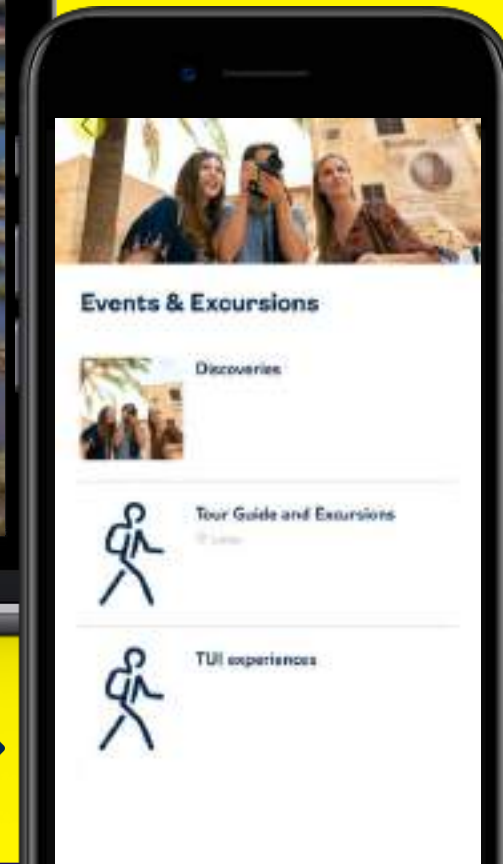 Events & Excursions
Discoveries
Tour Guide and Excursions
TUI experiences